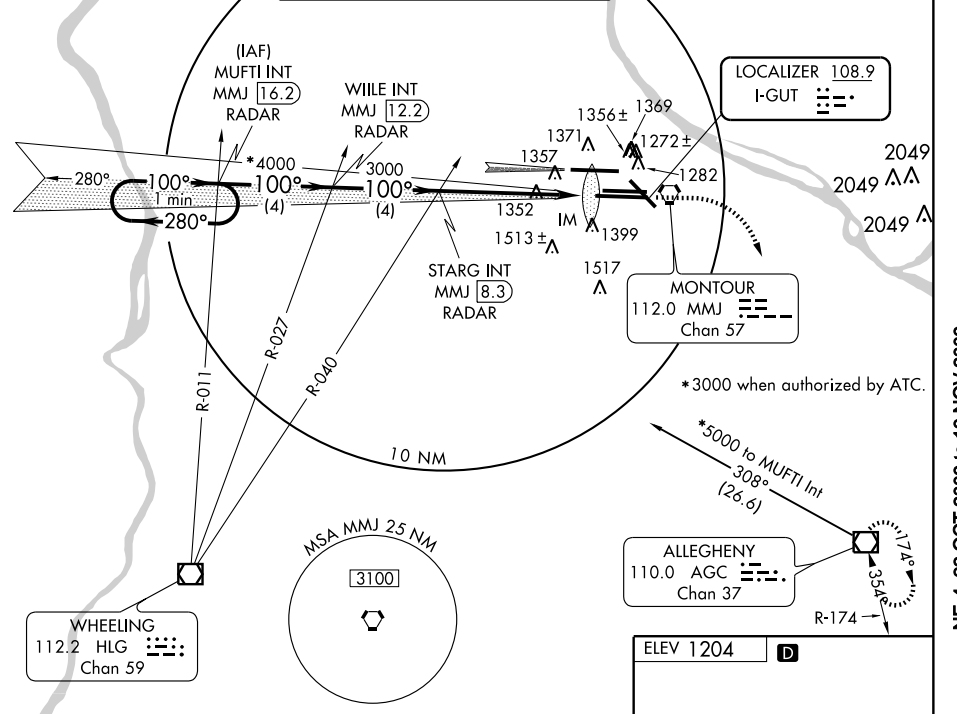 (IAF)
MUFTI INT
MMJ 16.2
RADAR
WIILE INT
MMJ 12.2
RADAR
LOCALIZER 108.9
I-GUT
1356±
1369
1371
1272±
1357
1282
2049
2049
2049
*4000
3000
280°
100°
100°
100°
1 min
(4)
(4)
280°
1352
IM
1399
1513±
1517
STARG INT
MMJ 8.3
RADAR
MONTOUR
112.0 MMJ
Chan 57
R-011
R-027
R-040
*3000 when authorized by ATC.
10 NM
*5000 to MUFTI Int
308°
(26.6)
MSA MMJ 25 NM
3100
ALLEGHENY
110.0 AGC
Chan 37
174°
354°
R-174
WHEELING
112.2 HLG
Chan 59
ELEV 1204
D